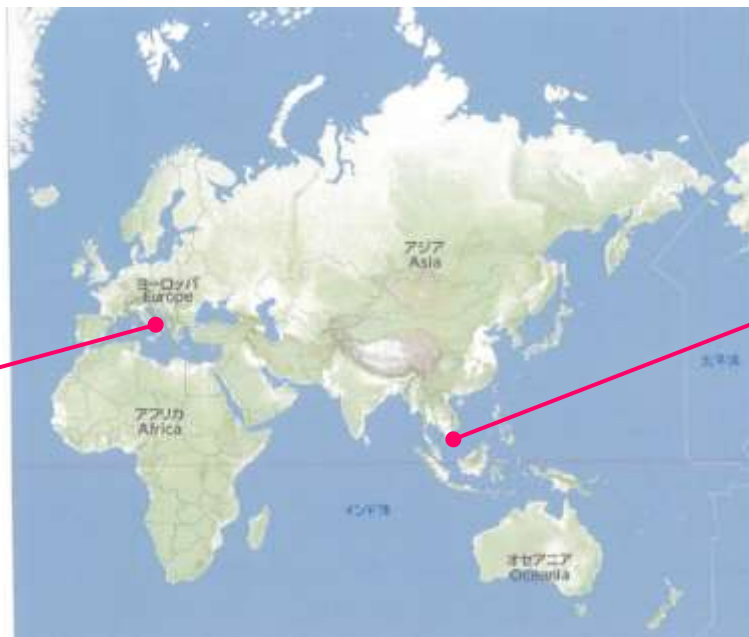 アジア
Asia
ヨーロッパ
Europe
太平洋
アフリカ
Africa
インド洋
オセアニア
Oceania